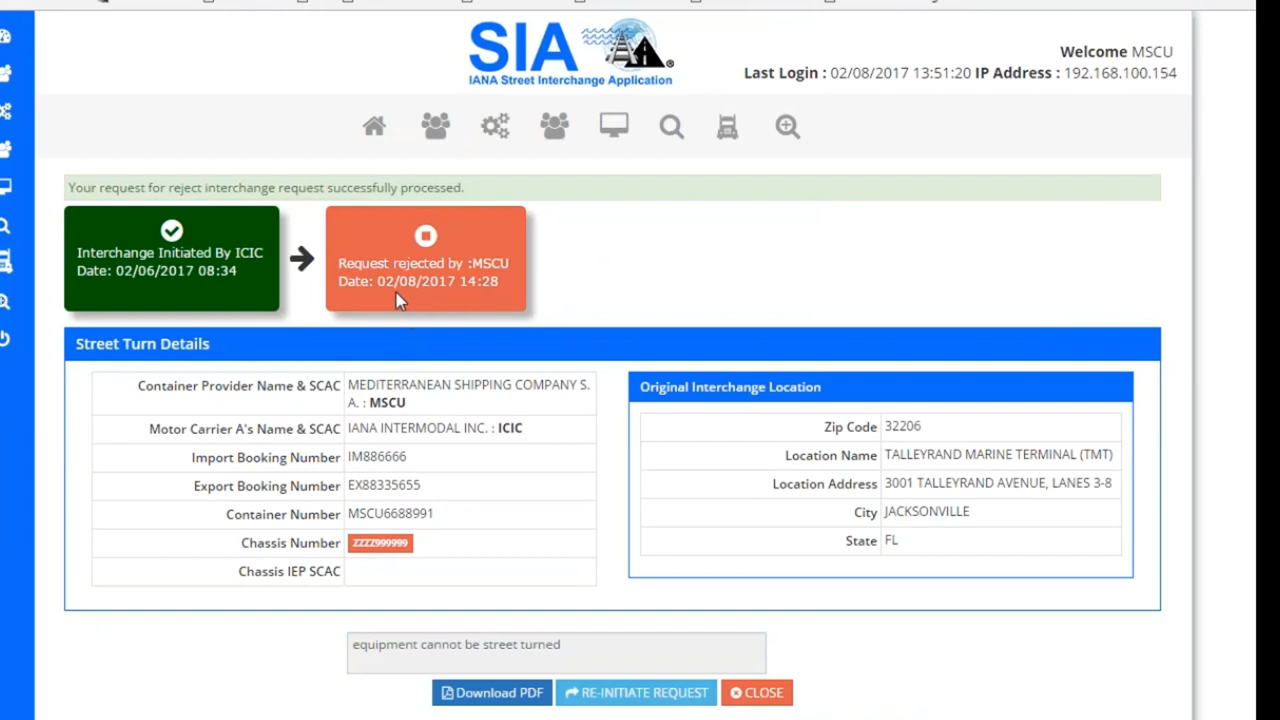 SIA
IANA Street Interchange Application
Welcome MSCU
Last Login : 02/08/2017 13:51:20 IP Address : 192.168.100.154
Your request for reject interchange request successfully processed.
Interchange Initiated By ICIC
Date: 02/06/2017 08:34
Request rejected by :MSCU
Date: 02/08/2017 14:28
Street Turn Details
Container Provider Name & SCAC MEDITERRANEAN SHIPPING COMPANY S.
A. : MSCU
Motor Carrier A's Name & SCAC IANA INTERMODAL INC. : ICIC
Import Booking Number IM886666
Export Booking Number EX88335655
Container Number MSCU6688991
Chassis Number ZZZZ999999
Chassis IEP SCAC
Original Interchange Location
Zip Code 32206
Location Name TALLEYRAND MARINE TERMINAL (TMT)
Location Address 3001 TALLEYRAND AVENUE, LANES 3-8
City JACKSONVILLE
State FL
equipment cannot be street turned
Download PDF RE-INITIATE REQUEST CLOSE